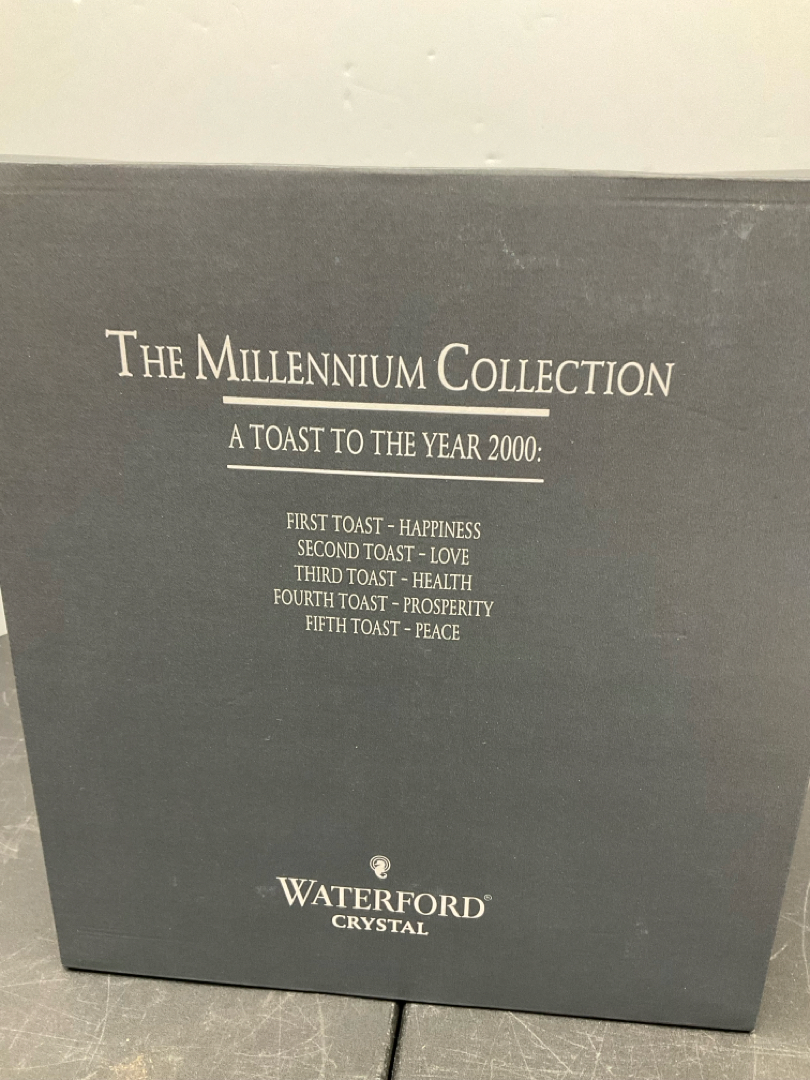 THE MILLENNIUM COLLECTION
A TOAST TO THE YEAR 2000:
FIRST TOAST - HAPPINESS
SECOND TOAST - LOVE
THIRD TOAST - HEALTH
FOURTH TOAST - PROSPERITY
FIFTH TOAST - PEACE
WATERFORD®
CRYSTAL